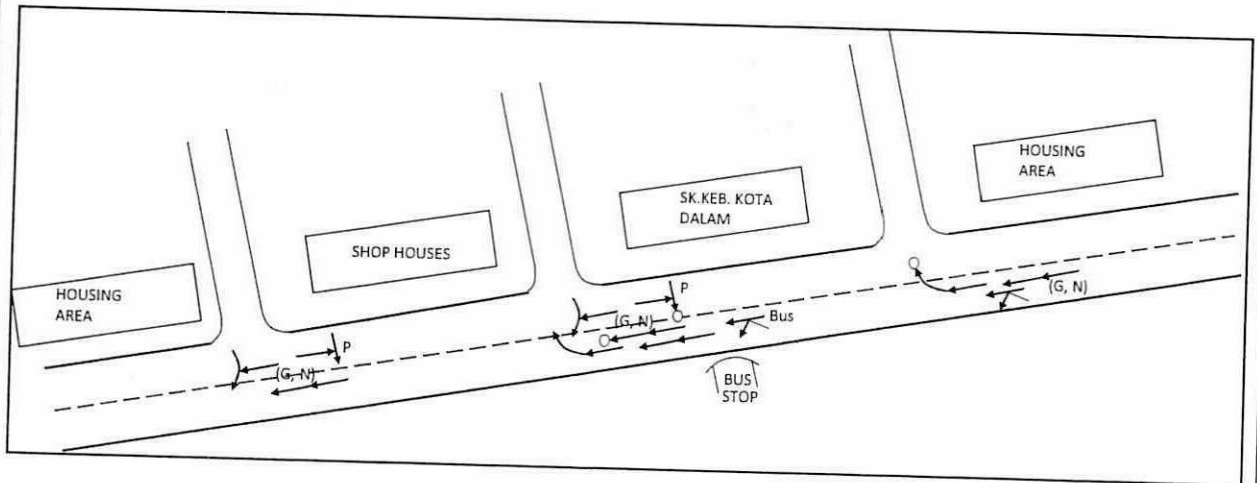 HOUSING
AREA
SK.KEB. KOTA
DALAM
SHOP HOUSES
HOUSING
AREA
P
(G, N)
P
(G, N)
Bus
(G, N)
BUS
STOP